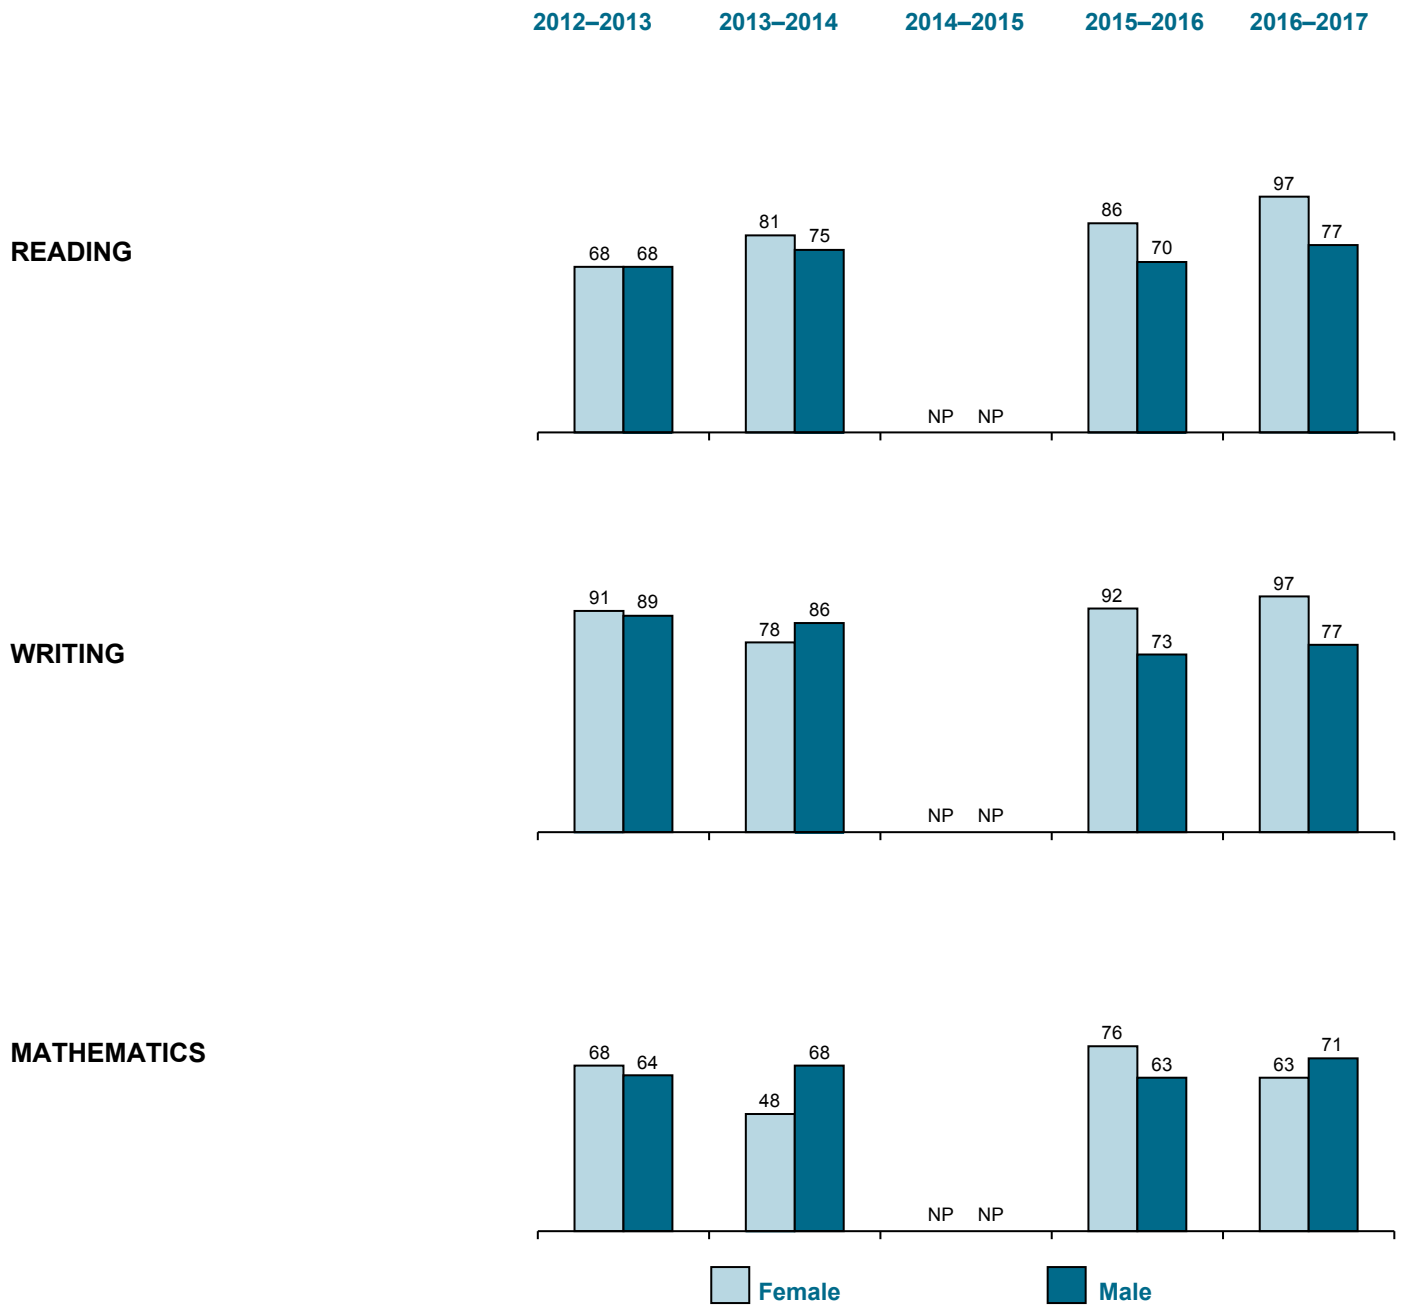 2012–2013 2013–2014 2014–2015 2015–2016 2016–2017
READING
68 68 81 75 NP NP 86 70 97 77
WRITING
91 89 78 86 NP NP 92 73 97 77
MATHEMATICS
68 64 48 68 NP NP 76 63 63 71
Female Male